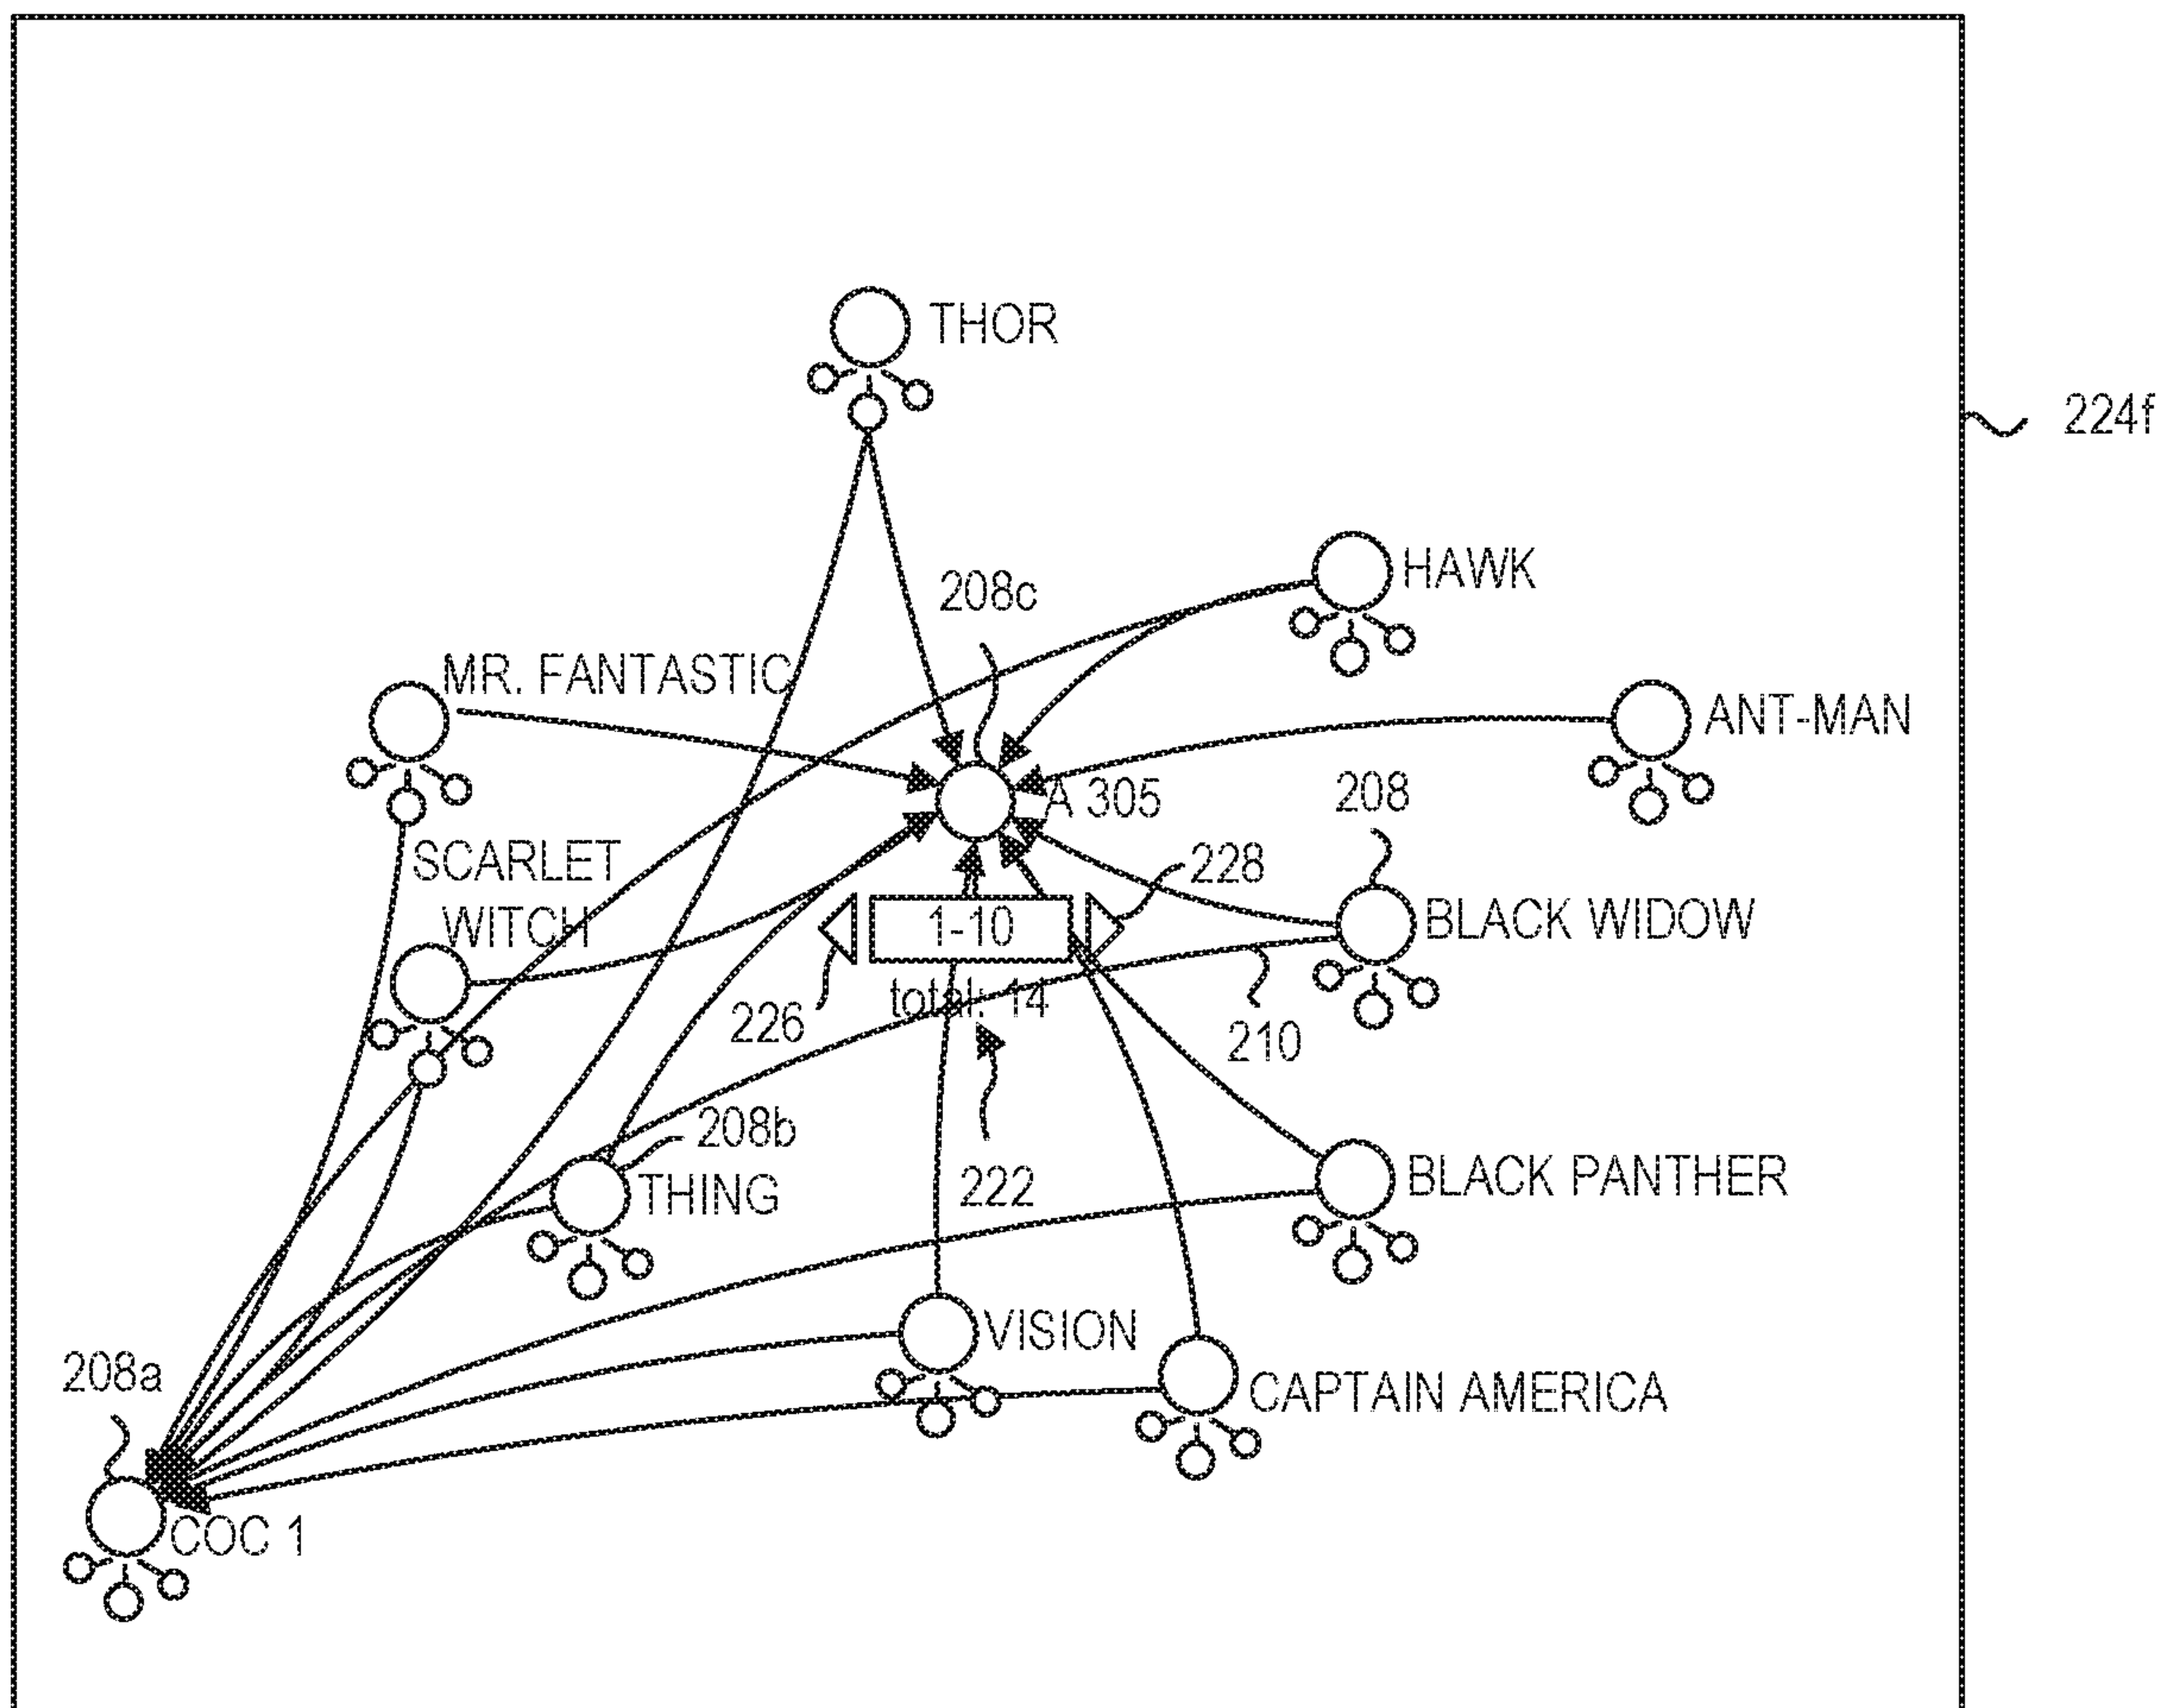 THOR
224f
HAWK
208c
MR. FANTASTIC
ANT-MAN
A 305
208
SCARLET
WITCH
228
1-10
BLACK WIDOW
total: 14
226
210
208b
THING
222
BLACK PANTHER
VISION
208a
CAPTAIN AMERICA
COC 1